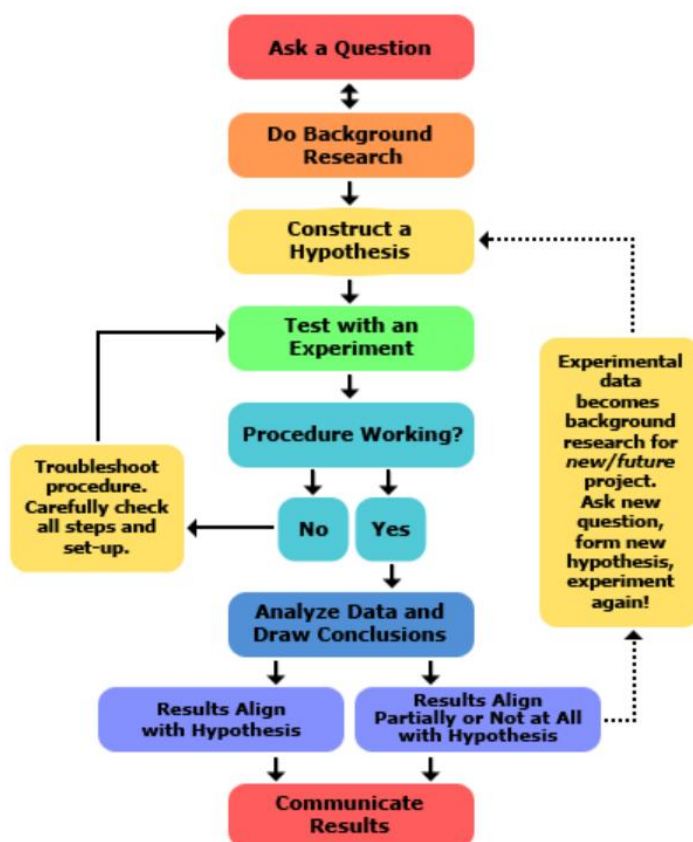 Ask a Question
Do Background
Research
Construct a
Hypothesis
Test with an
Experiment
Procedure Working?
No
Yes
Troubleshoot
procedure.
Carefully check
all steps and
set-up.
Experimental
data
becomes
background
research for
new/future
project.
Ask new
question,
form new
hypothesis,
experiment
again!
Analyze Data and
Draw Conclusions
Results Align
with Hypothesis
Results Align
Partially or Not at All
with Hypothesis
Communicate
Results